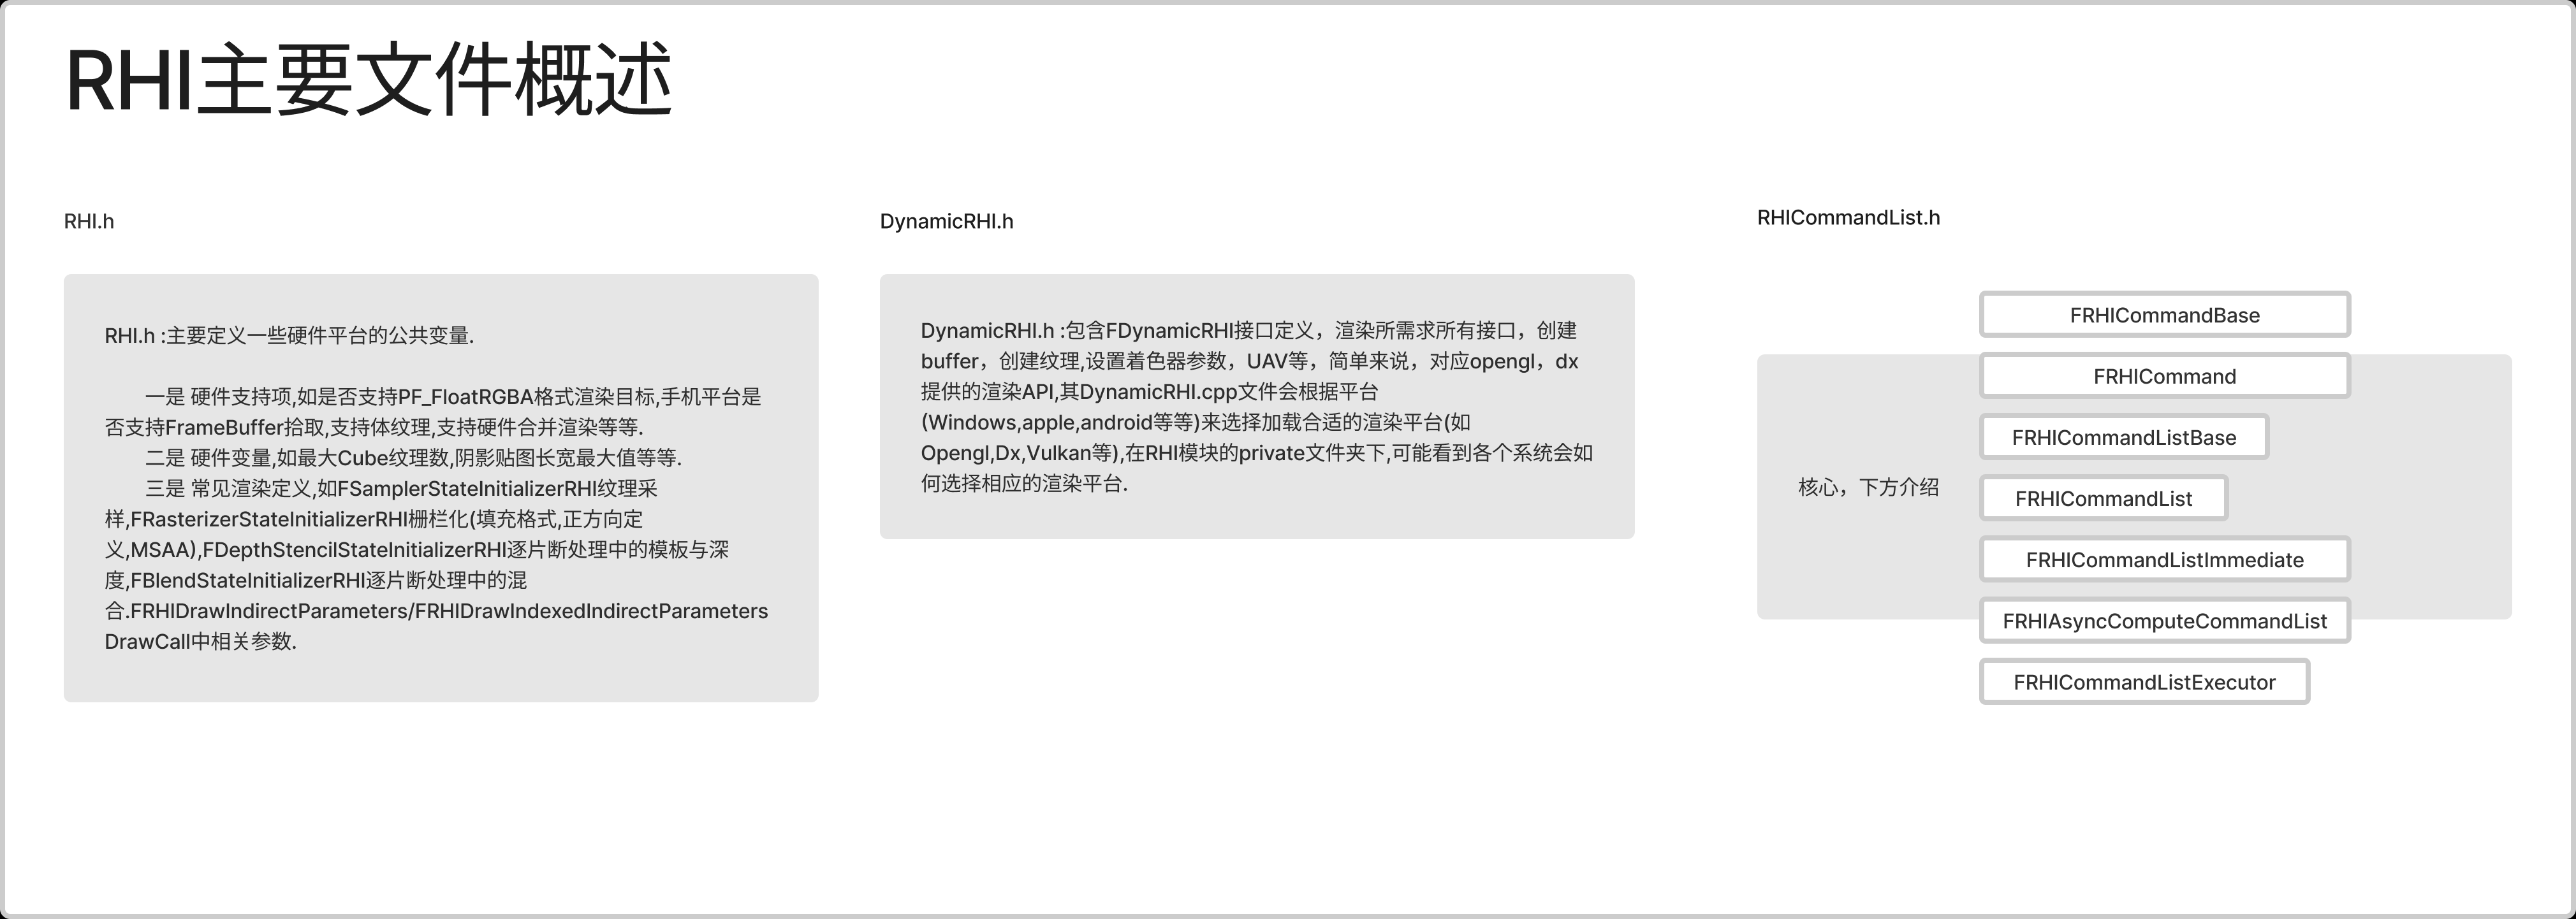 RHI主要文件概述
RHI.h
RHI.h :主要定义一些硬件平台的公共变量.
一是 硬件支持项,如是否支持PF_FloatRGBA格式渲染目标,手机平台是
否支持FrameBuffer拾取,支持体纹理,支持硬件合并渲染等等.
二是 硬件变量,如最大Cube纹理数,阴影贴图长宽最大值等等.
三是 常见渲染定义,如FSamplerStateInitializerRHI纹理采
样,FRasterizerStateInitializerRHI栅栏化(填充格式,正方向定
义,MSAA),FDepthStencilStateInitializerRHI逐片断处理中的模板与深
度,FBlendStateInitializerRHI逐片断处理中的混
合.FRHIDrawIndirectParameters/FRHIDrawIndexedIndirectParameters
DrawCall中相关参数.
DynamicRHI.h
DynamicRHI.h :包含FDynamicRHI接口定义，渲染所需求所有接口，创建
buffer，创建纹理,设置着色器参数，UAV等，简单来说，对应opengl，dx
提供的渲染API,其DynamicRHI.cpp文件会根据平台
(Windows,apple,android等等)来选择加载合适的渲染平台(如
Opengl,Dx,Vulkan等),在RHI模块的private文件夹下,可能看到各个系统会如
何选择相应的渲染平台.
RHICommandList.h
核心，下方介绍
FRHICommandBase
FRHICommand
FRHICommandListBase
FRHICommandList
FRHICommandListImmediate
FRHIAsyncComputeCommandList
FRHICommandListExecutor